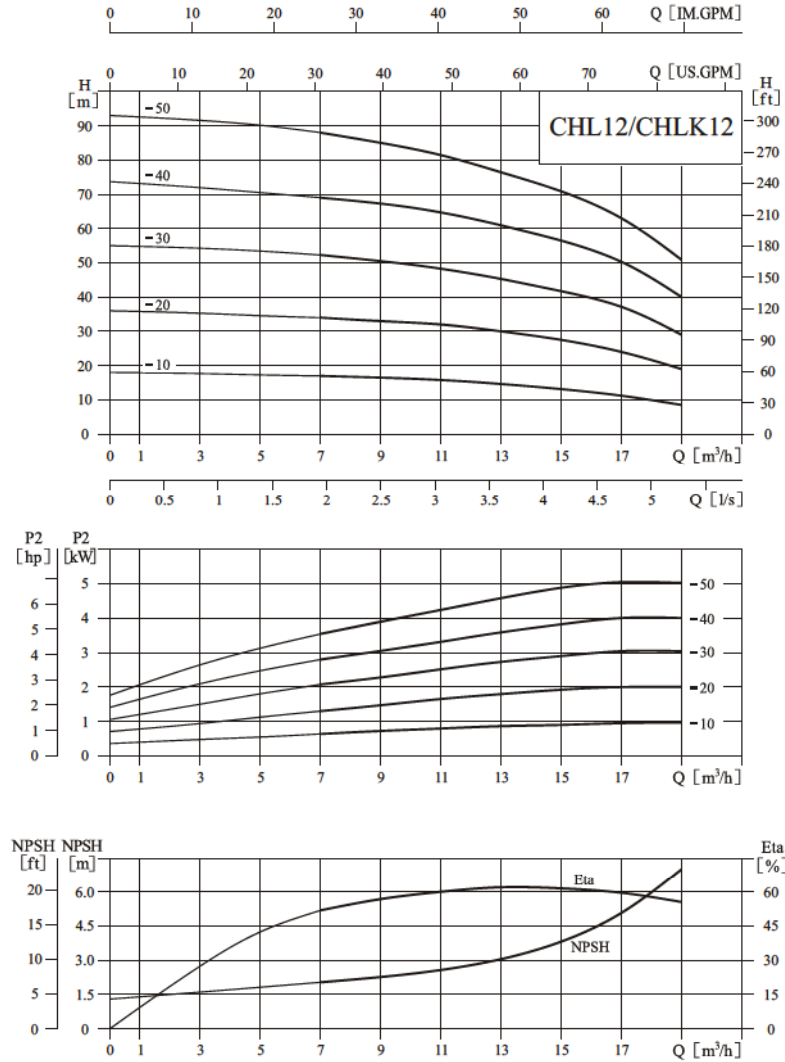 0 10 20 30 40 50 60 Q [IM.GPM]
0 10 20 30 40 50 60 70 Q [US.GPM]
H
[m]
H
[ft]
CHL12/CHLK12
-50
-40
-30
-20
-10
90
80
70
60
50
40
30
20
10
0
300
270
240
210
180
150
120
90
60
30
0
0 1 3 5 7 9 11 13 15 17 Q [m³/h]
0 0.5 1 1.5 2 2.5 3 3.5 4 4.5 5 Q [l/s]
P2
[hp]
P2
[kW]
6
5
4
3
2
1
0
5
4
3
2
1
0
-50
-40
-30
-20
-10
0 1 3 5 7 9 11 13 15 17 Q [m³/h]
NPSH
[ft]
NPSH
[m]
Eta
[%]
20
15
10
5
0
6.0
4.5
3.0
1.5
0
Eta
NPSH
60
45
30
15
0
0 1 3 5 7 9 11 13 15 17 Q [m³/h]